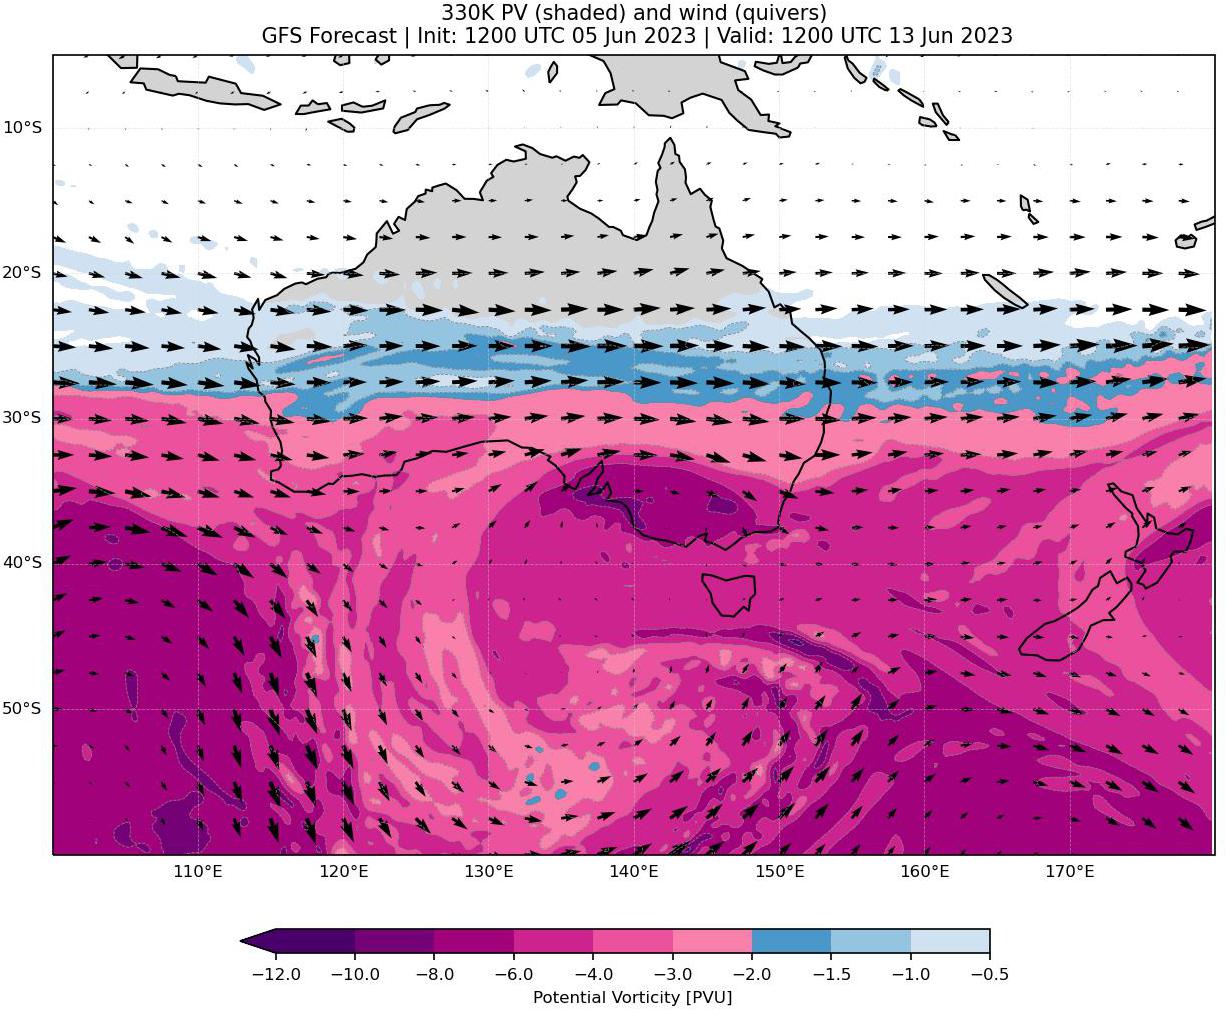 330K PV (shaded) and wind (quivers)
GFS Forecast | Init: 1200 UTC 05 Jun 2023 | Valid: 1200 UTC 13 Jun 2023
10°S
20°S
30°S
40°S
50°S
110°E 120°E 130°E 140°E 150°E 160°E 170°E
−12.0 −10.0 −8.0 −6.0 −4.0 −3.0 −2.0 −1.5 −1.0 −0.5
Potential Vorticity [PVU]